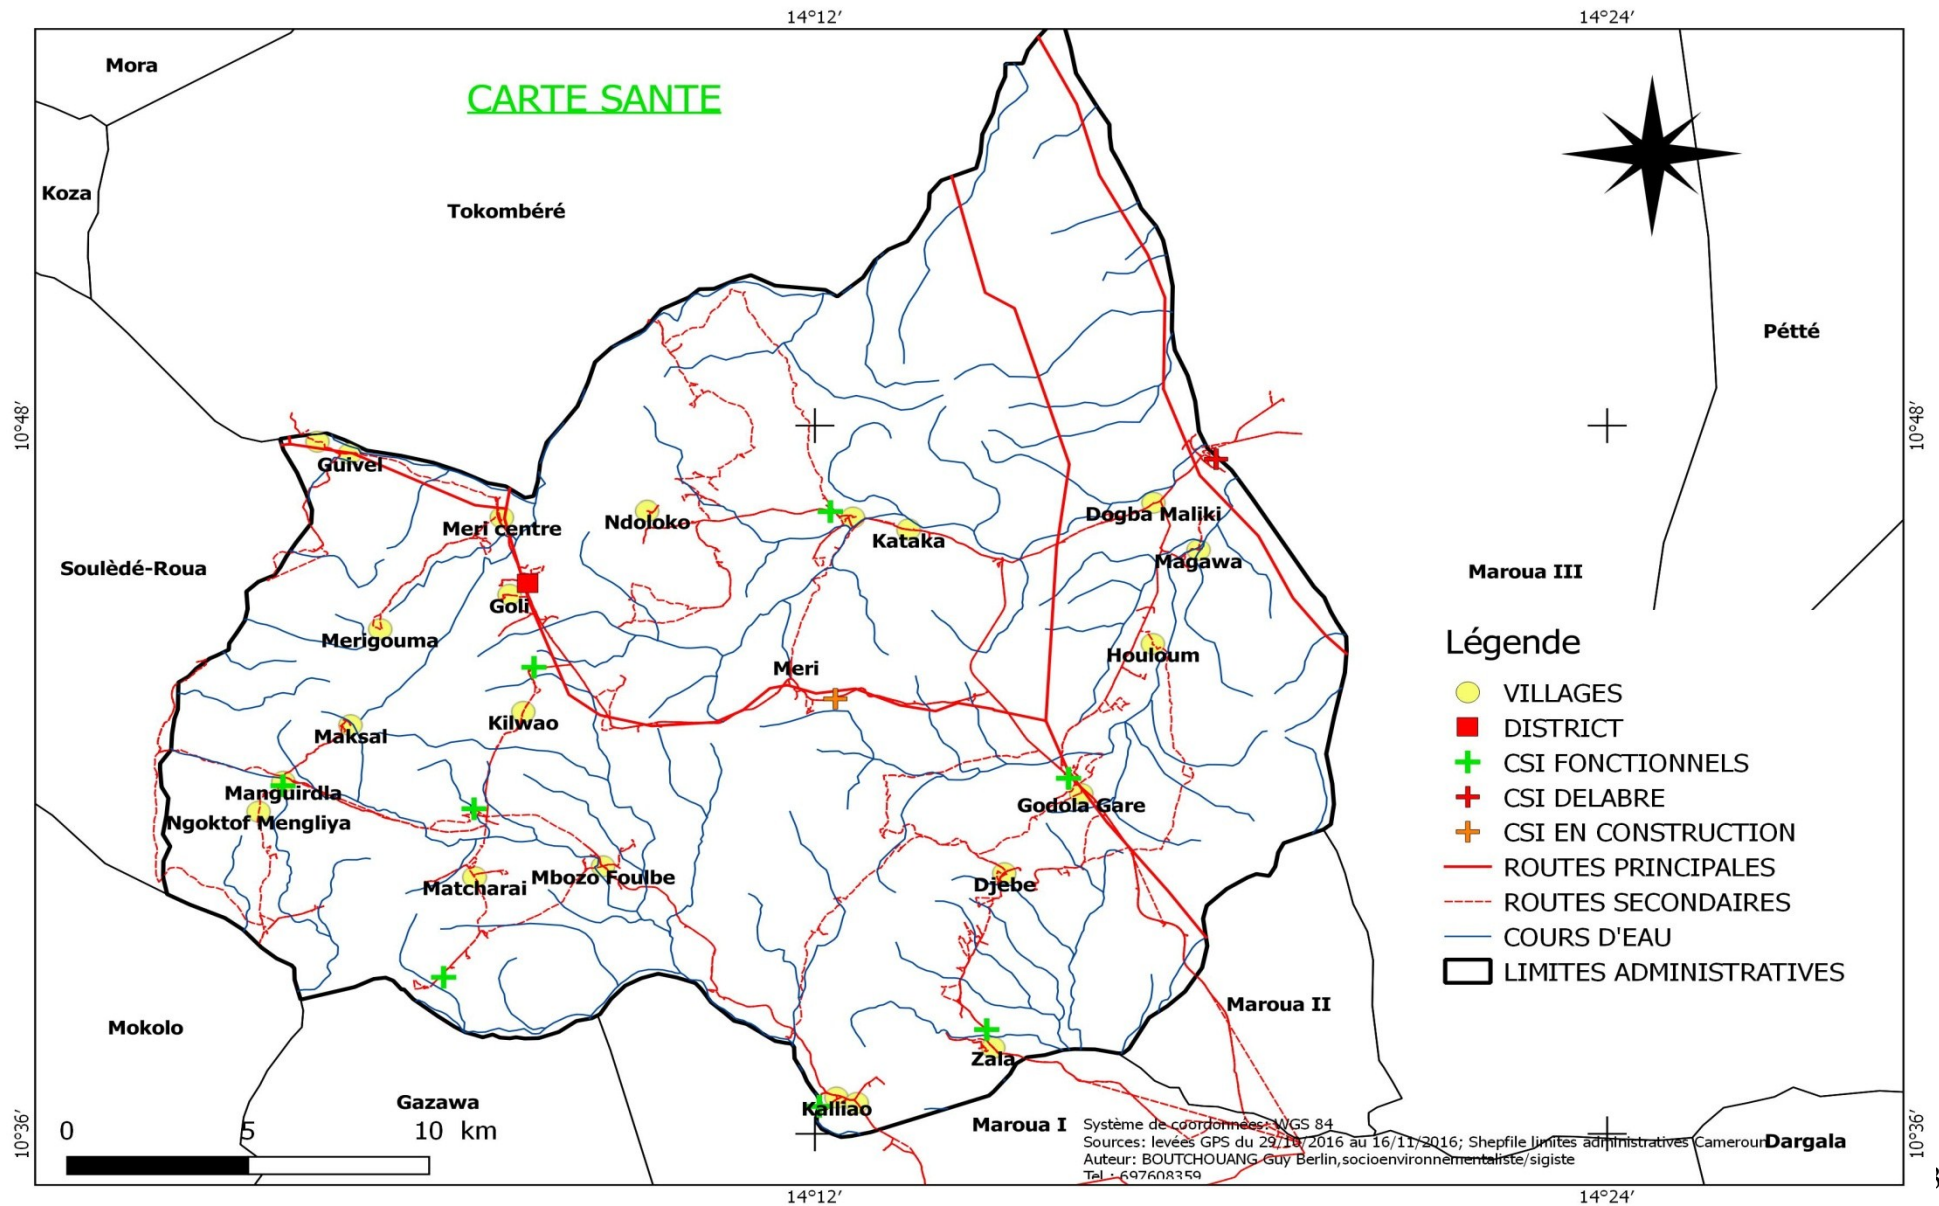 14°12′ 14°24′
Mora
CARTE SANTE
Koza
Tokombéré
Pétté
10°48′ 10°48′
Guivel
Meri centre
Ndoloko
Dogba Maliki
Kataka
Magawa
Soulèdé-Roua
Maroua III
Goli
Merigouma
Légende
Houloum
Meri
VILLAGES
Kilwao
DISTRICT
Maksal
CSI FONCTIONNELS
Manguirdla
CSI DELABRE
Godola Gare
Ngoktof Mengliya
CSI EN CONSTRUCTION
ROUTES PRINCIPALES
Mbozo Foulbe
Matcharai
Djebe
ROUTES SECONDAIRES
COURS D'EAU
LIMITES ADMINISTRATIVES
Maroua II
Mokolo
Zala
Gazawa
Kalliao
Maroua I
Dargala
10°36′ 10°36′
0 5 10 km
Système de coordonnées: WGS 84
Sources: levées GPS du 29/10/2016 au 16/11/2016; Shepfile limites administratives Cameroun
Auteur: BOUTCHOUANG Guy Berlin,socioenvironnementaliste/sigiste
Tel : 697608359
14°12′ 14°24′